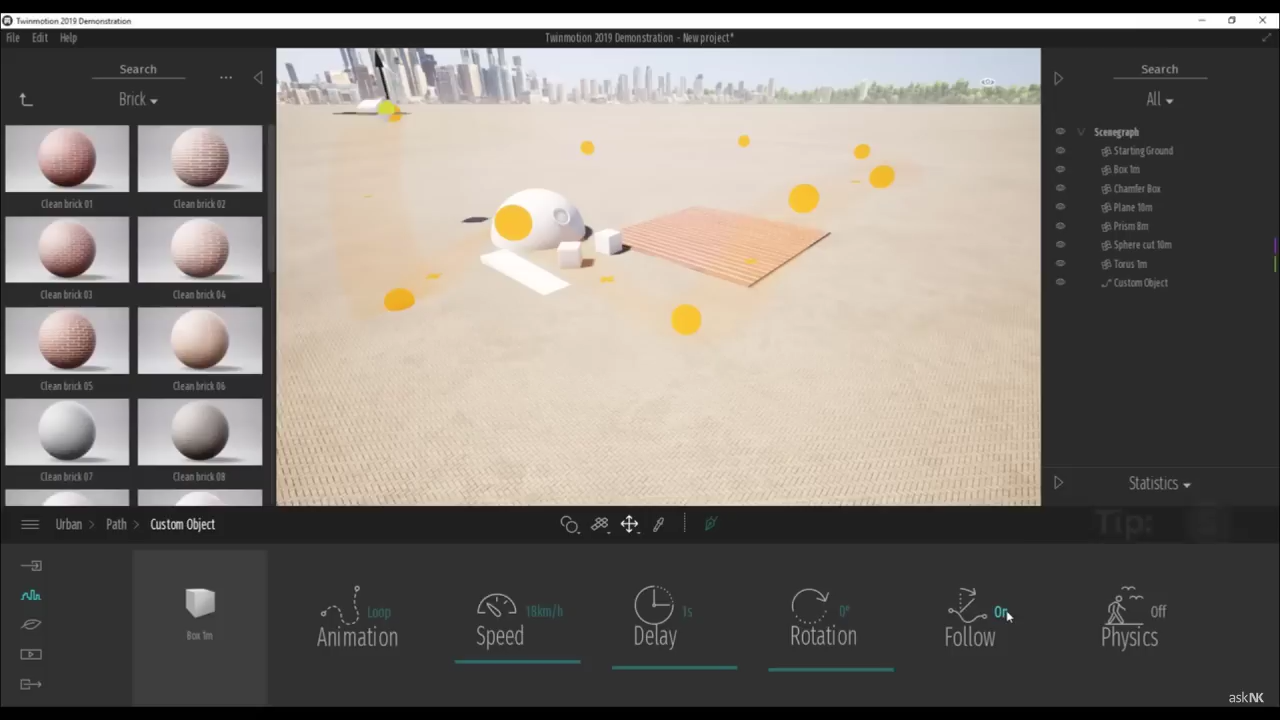 Twinmotion 2019 Demonstration
File Edit Help
Twinmotion 2019 Demonstration - New project*
Search
...
Brick
Clean brick 01
Clean brick 02
Clean brick 03
Clean brick 04
Clean brick 05
Clean brick 06
Clean brick 07
Clean brick 08
Search
All
Scenegraph
Starting Ground
Box 1m
Chamfer Box
Plane 10m
Prism 8m
Sphere cut 10m
Torus 1m
Custom Object
Statistics
Urban > Path > Custom Object
Tip:
Box 1m
Loop
Animation
18km/h
Speed
1s
Delay
0°
Rotation
On
Follow
Off
Physics
askNK